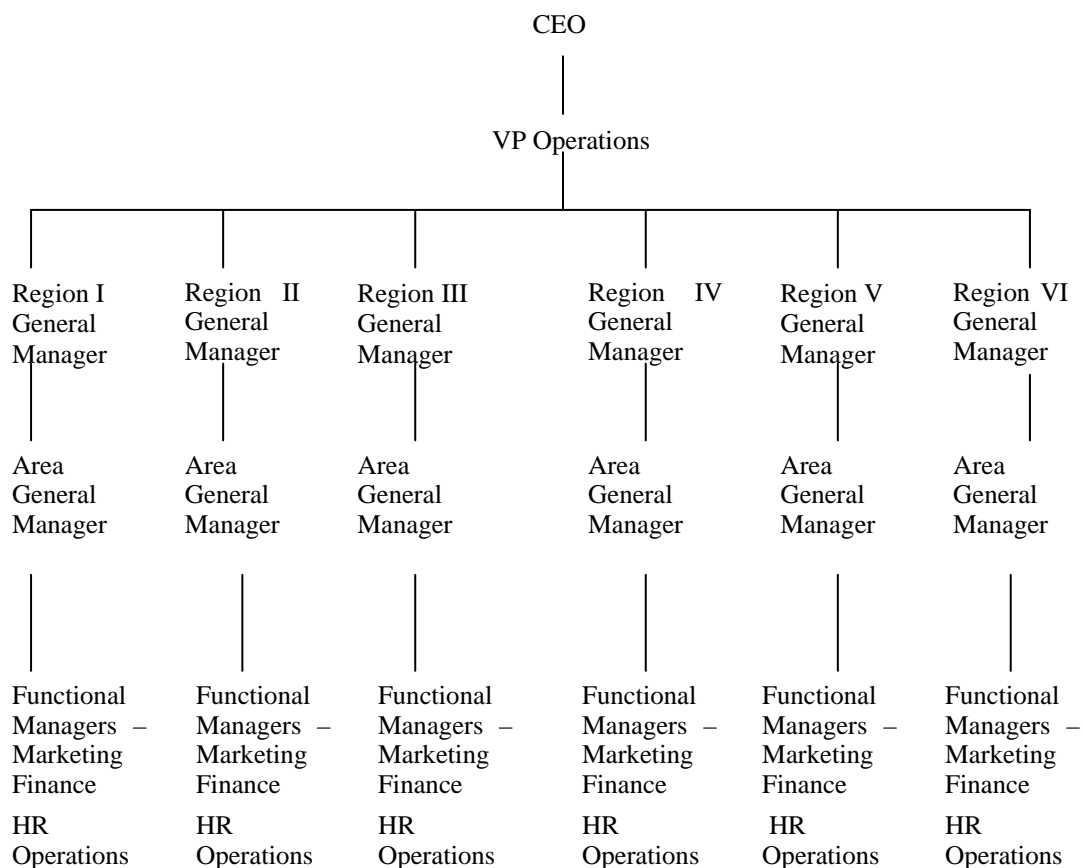 CEO
VP Operations
Region I
General
Manager
Region II
General
Manager
Region III
General
Manager
Region IV
General
Manager
Region V
General
Manager
Region VI
General
Manager
Area
General
Manager
Area
General
Manager
Area
General
Manager
Area
General
Manager
Area
General
Manager
Area
General
Manager
Functional
Managers –
Marketing
Finance
HR
Operations
Functional
Managers –
Marketing
Finance
HR
Operations
Functional
Managers –
Marketing
Finance
HR
Operations
Functional
Managers –
Marketing
Finance
HR
Operations
Functional
Managers –
Marketing
Finance
HR
Operations
Functional
Managers –
Marketing
Finance
HR
Operations